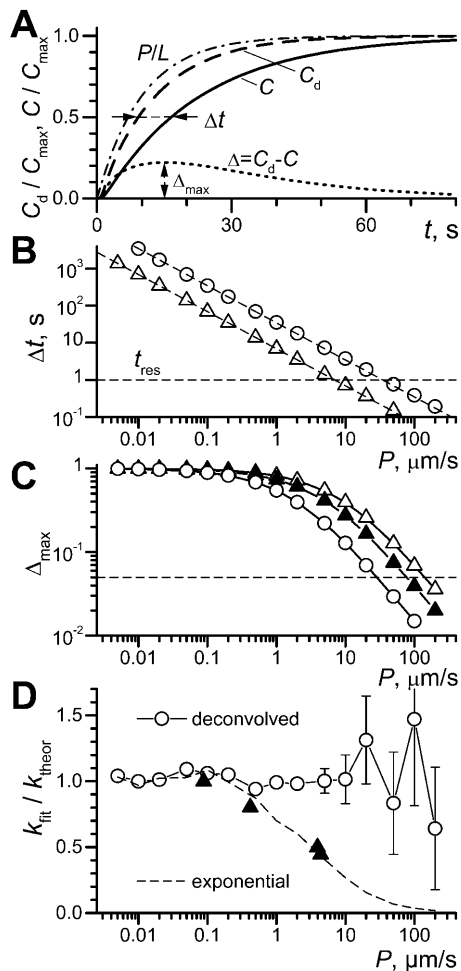 A
C_d / C_max, C / C_max
1.0
0.5
0.0
P/L
C_d
C
Δt
Δ=C_d-C
Δ_max
0 30 60
t, s
B
Δt, s
10^3
10^2
10
1
10^-1
t_res
0.01 0.1 1 10 100
P, μm/s
C
Δ_max
1
10^-1
10^-2
0.01 0.1 1 10 100
P, μm/s
D
k_fit / k_theor
1.5
1.0
0.5
0.0
deconvolved
exponential
0.01 0.1 1 10 100
P, μm/s